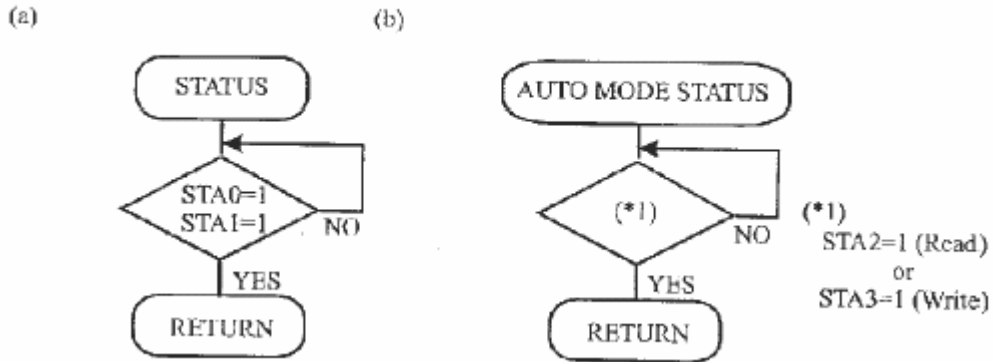 (a)
STATUS
STA0=1
STA1=1
NO
YES
RETURN
(b)
AUTO MODE STATUS
(*1)
NO
YES
RETURN
(*1)
STA2=1 (Read)
or
STA3=1 (Write)